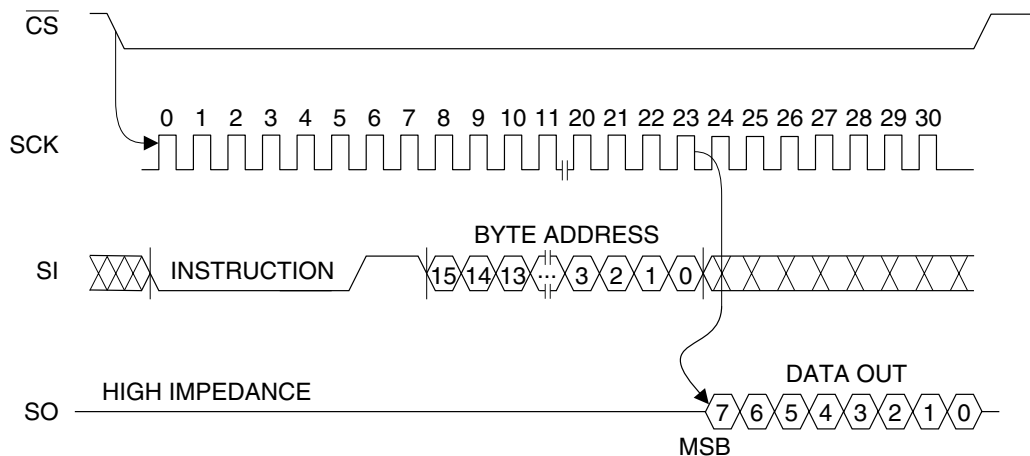 CS
0 1 2 3 4 5 6 7 8 9 10 11 20 21 22 23 24 25 26 27 28 29 30
SCK
BYTE ADDRESS
SI INSTRUCTION 15 14 13 ... 3 2 1 0
HIGH IMPEDANCE DATA OUT
SO 7 6 5 4 3 2 1 0
MSB